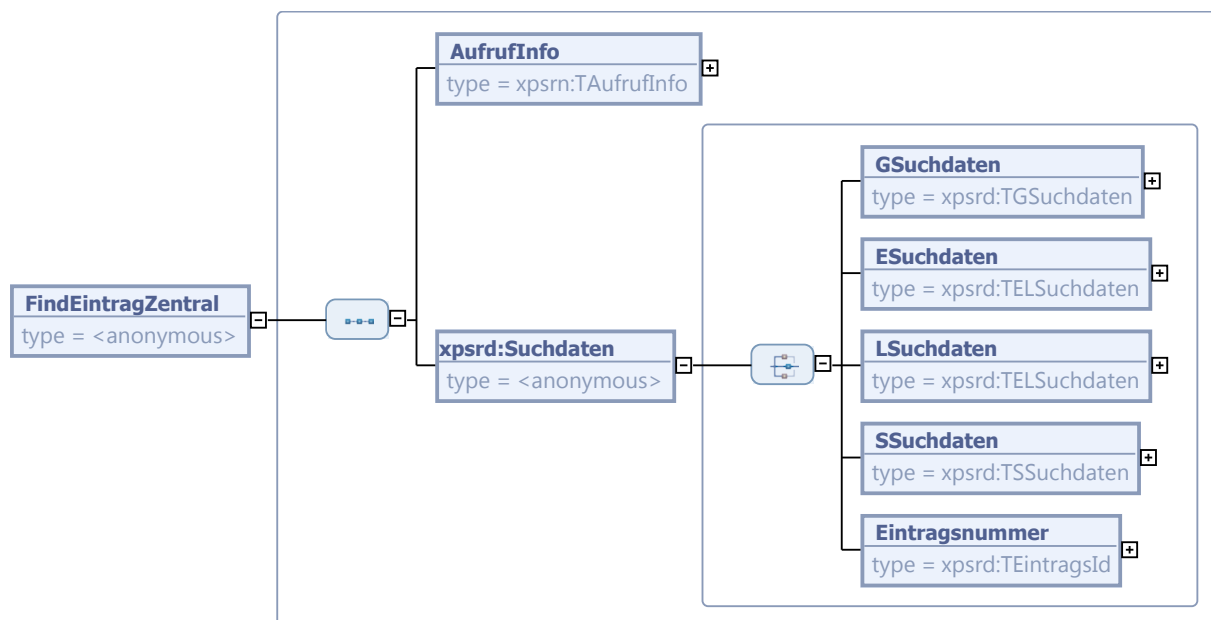 AufrufInfo
type = xpsrn:TAufrufInfo
GSuchdaten
type = xpsrd:TGSuchdaten
ESuchdaten
type = xpsrd:TELSuchdaten
FindEintragZentral
type = <anonymous>
xpsrd:Suchdaten
type = <anonymous>
LSuchdaten
type = xpsrd:TELSuchdaten
SSuchdaten
type = xpsrd:TSSuchdaten
Eintragsnummer
type = xpsrd:TEintragsId